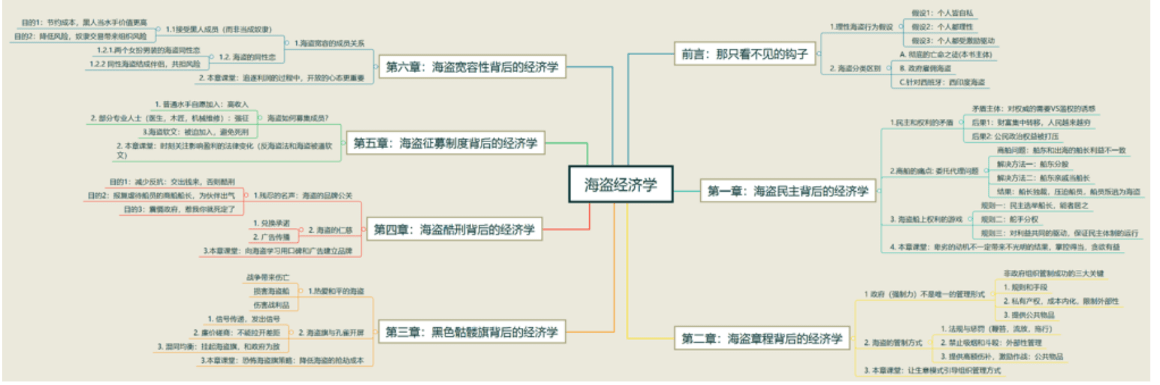 海盗经济学
前言：那只看不见的钩子
1.理性海盗行为假设
假设1：个人皆自私
假设2：个人都理性
假设3：个人都受激励驱动
2. 海盗分类区别
A. 彻底的亡命之徒(本书主体)
B. 政府雇佣海盗
C.针对西班牙：西印度海盗
第一章：海盗民主背后的经济学
1.民主和权利的矛盾
矛盾主体：对权威的需要VS滥权的诱惑
后果1：财富集中转移，人民越来越穷
后果2: 公民政治权益被打压
2.商船的痛点: 委托代理问题
商船问题：船东和出海的船长利益不一致
解决方法一：船东分股
解决方法二：船东亲戚当船长
结果：船长独裁，压迫船员，船员所逃为海盗
3. 海盗船上权利的游戏
规则一：民主选举船长，能者居之
规则二：舵手分权
规则三：对利益共同的驱动，保证民主体制的运行
4. 本章课堂：卑劣的动机不一定带来不光明的结果，掌控得当，贪欲有益
第二章：海盗章程背后的经济学
1 政府（强制力）不是唯一的管理形式
非政府组织管制成功的三大关键
1. 规则和手段
2. 私有产权，成本内化，限制外部性
3. 提供公共物品
2. 海盗的管制方式
1. 法规与惩罚（鞭笞，流放，处行）
2. 禁止吸烟和斗殴：外部性管理
3. 提供高额伤补，激励作战：公共物品
3. 本章课堂：让生意模式引导组织管理方式
第六章：海盗宽容性背后的经济学
1.海盗宽容的成员关系
1.1接受黑人成员（而非当成奴隶）
目的1：节约成本，黑人当水手价值更高
目的2：降低风险，奴隶交易带来组织风险
1.2. 海盗的同性恋
1.2.1.两个女扮男装的海盗同性恋
1.2.2 同性海盗结成伴侣，共担风险
2. 本章课堂：追逐利润的过程中，开放的心态更重要
第五章：海盗征募制度背后的经济学
海盗如何募集成员?
1. 普通水手自愿加入：高收入
2. 部分专业人士（医生，木匠，机械维修）：强征
3.海盗软文：被迫加入，避免死刑
2. 本章课堂：时刻关注影响盈利的法律变化（反海盗法和海盗被逼软
文）
第四章：海盗酷刑背后的经济学
1.残忍的名声：海盗的品牌公关
目的1：减少反抗：交出钱来，否则酷刑
目的2：报复虐待船员的商船船长，为伙伴出气
目的3：震慑政府，惹我你就死定了
2. 海盗的仁慈
1. 兑换承诺
2. 广告传播
3.本章课堂：向海盗学习用口碑和广告建立品牌
第三章：黑色骷髅旗背后的经济学
1.热爱和平的海盗
战争带来伤亡
损害海盗船
伤害战利品
2. 海盗旗与孔雀开屏
1. 信号传递，发出信号
2. 廉价磋商：不能拉开差距
3. 混同均衡：挂起海盗旗，和政府为敌
3.本章课堂：恐怖海盗旗策略：降低海盗的抢劫成本